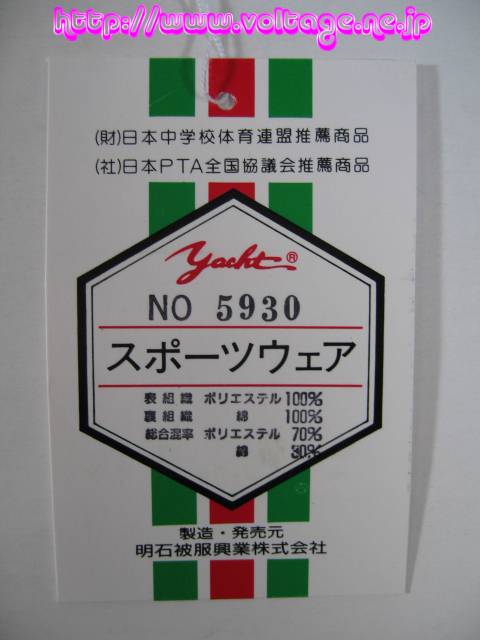 http://www.voltage.ne.jp
(財)日本中学校体育連盟推薦商品
(社)日本PTA全国協議会推薦商品
yacht®
NO 5930
スポーツウェア
表組織 ポリエステル 100%
裏組織 綿 100%
総合混率 ポリエステル 70%
綿 30%
製造・発売元
明石被服興業株式会社